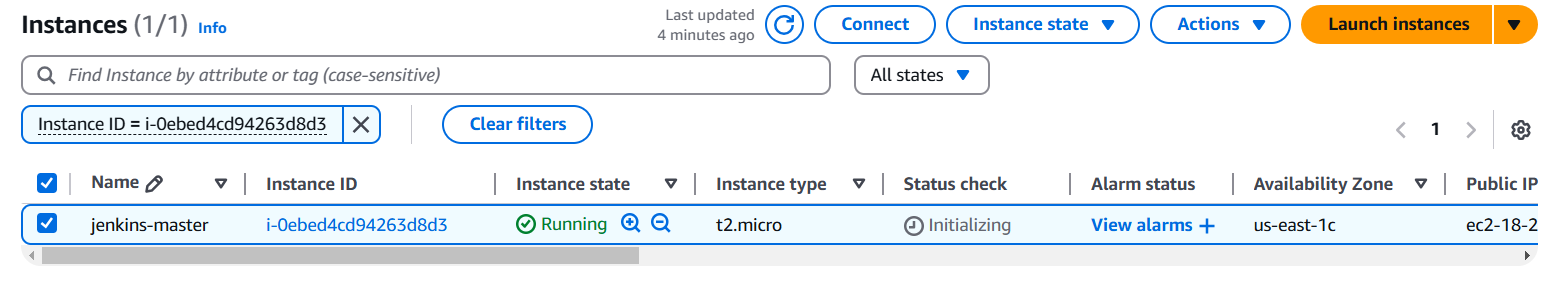 Instances (1/1) Info
Last updated
4 minutes ago
Connect
Instance state
Actions
Launch instances
Find Instance by attribute or tag (case-sensitive)
All states
Instance ID = i-0ebed4cd94263d8d3
Clear filters
1
Name Instance ID Instance state Instance type Status check Alarm status Availability Zone Public IP
jenkins-master i-0ebed4cd94263d8d3 Running t2.micro Initializing View alarms + us-east-1c ec2-18-2